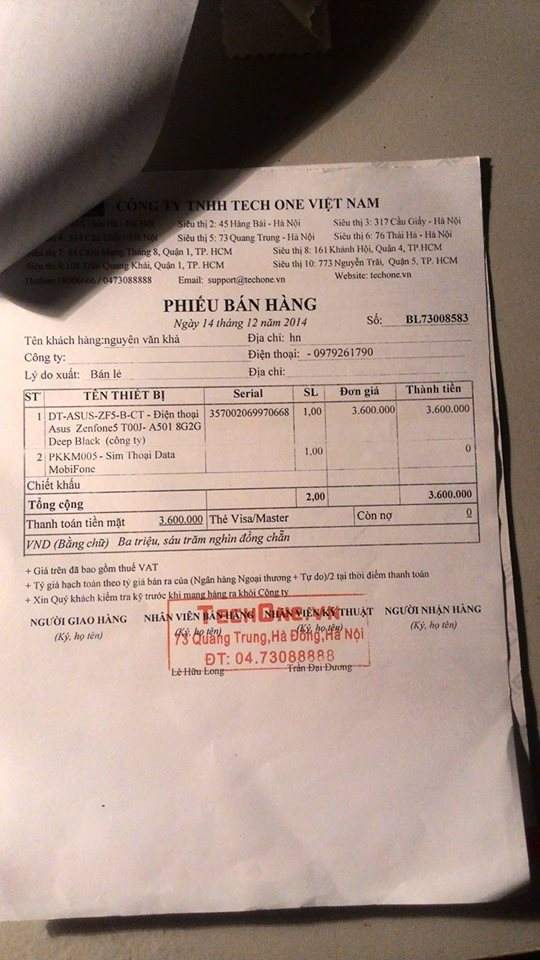 CÔNG TY TNHH TECH ONE VIỆT NAM
Siêu thị 2: 45 Hàng Bài - Hà Nội Siêu thị 3: 317 Cầu Giấy - Hà Nội
Siêu thị 5: 73 Quang Trung - Hà Nội Siêu thị 6: 76 Thái Hà - Hà Nội
Tháng 8, Quận 1, TP. HCM Siêu thị 8: 161 Khánh Hội, Quận 4, TP.HCM
Quang Khải, Quận 1, TP. HCM Siêu thị 10: 773 Nguyễn Trãi, Quận 5, TP. HCM
/ 0473088888 Email: support@techone.vn Website: techone.vn
PHIẾU BÁN HÀNG
Ngày 14 tháng 12 năm 2014 Số: BL73008583
Tên khách hàng:nguyên văn khả Địa chỉ: hn
Công ty: Điện thoại: - 0979261790
Lý do xuất: Bán lẻ Địa chỉ:
ST TÊN THIẾT BỊ Serial SL Đơn giá Thành tiền
1 DT-ASUS-ZF5-B-CT - Điện thoại 357002069970668 1,00 3.600.000 3.600.000
Asus Zenfone5 T00J- A501 8G2G
Deep Black (công ty)
2 PKKM005 - Sim Thoại Data 1,00 0
MobiFone
Chiết khấu
Tổng cộng 2,00 3.600.000
Thanh toán tiền mặt 3.600.000 Thẻ Visa/Master Còn nợ 0
VND (Bằng chữ) Ba triệu, sáu trăm nghìn đồng chẵn
+ Giá trên đã bao gồm thuế VAT
+ Tỷ giá hạch toán theo tỷ giá bán ra của (Ngân hàng Ngoại thương + Tự do)/2 tại thời điểm thanh toán
+ Xin Quý khách kiểm tra kỹ trước khi mang hàng ra khỏi Công ty
NGƯỜI GIAO HÀNG NHÂN VIÊN BÁN HÀNG NHÂN VIÊN KỸ THUẬT NGƯỜI NHẬN HÀNG
(Ký, họ tên) (Ký, họ tên) (Ký, họ tên) (Ký, họ tên)
TechOne.vn
73 Quang Trung,Hà Đông,Hà Nội
ĐT: 04.73088888
Lê Hữu Long Trần Đại Dương